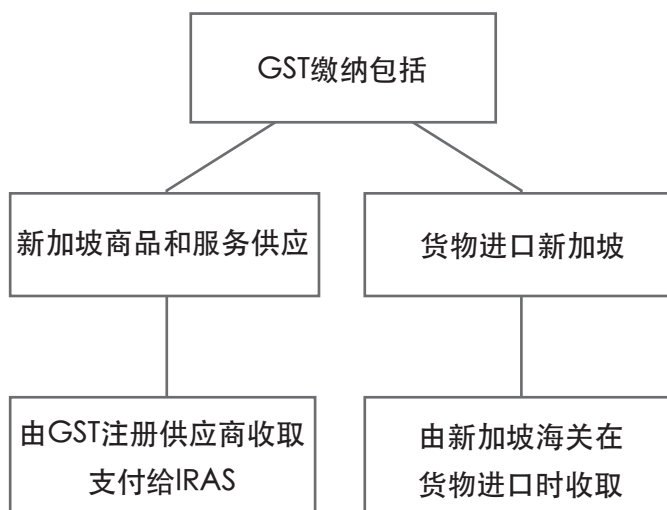 GST缴纳包括
新加坡商品和服务供应
货物进口新加坡
由GST注册供应商收取
支付给IRAS
由新加坡海关在
货物进口时收取